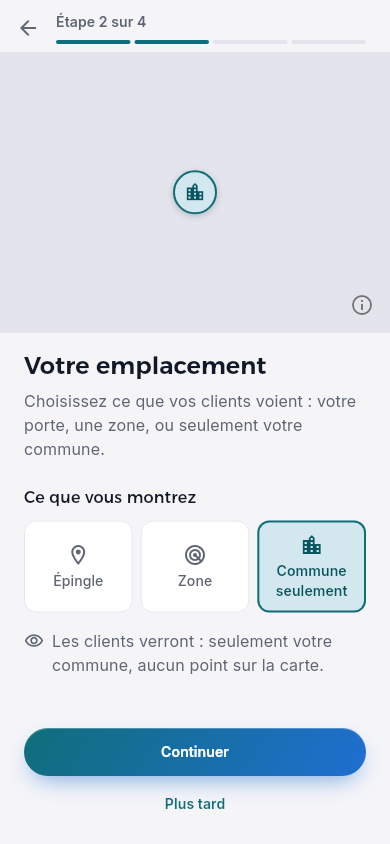 Étape 2 sur 4
Votre emplacement
Choisissez ce que vos clients voient : votre
porte, une zone, ou seulement votre
commune.
Ce que vous montrez
Épingle
Zone
Commune
seulement
Les clients verront : seulement votre
commune, aucun point sur la carte.
Continuer
Plus tard